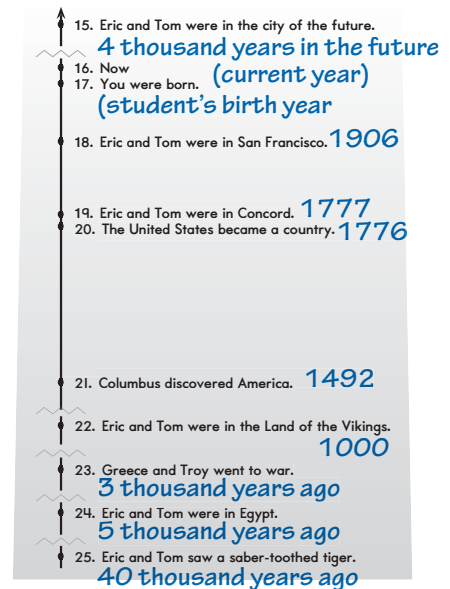 15. Eric and Tom were in the city of the future.
4 thousand years in the future
16. Now (current year)
17. You were born.
(student's birth year
18. Eric and Tom were in San Francisco. 1906
19. Eric and Tom were in Concord. 1777
20. The United States became a country. 1776
21. Columbus discovered America. 1492
22. Eric and Tom were in the Land of the Vikings.
1000
23. Greece and Troy went to war.
3 thousand years ago
24. Eric and Tom were in Egypt.
5 thousand years ago
25. Eric and Tom saw a saber-toothed tiger.
40 thousand years ago